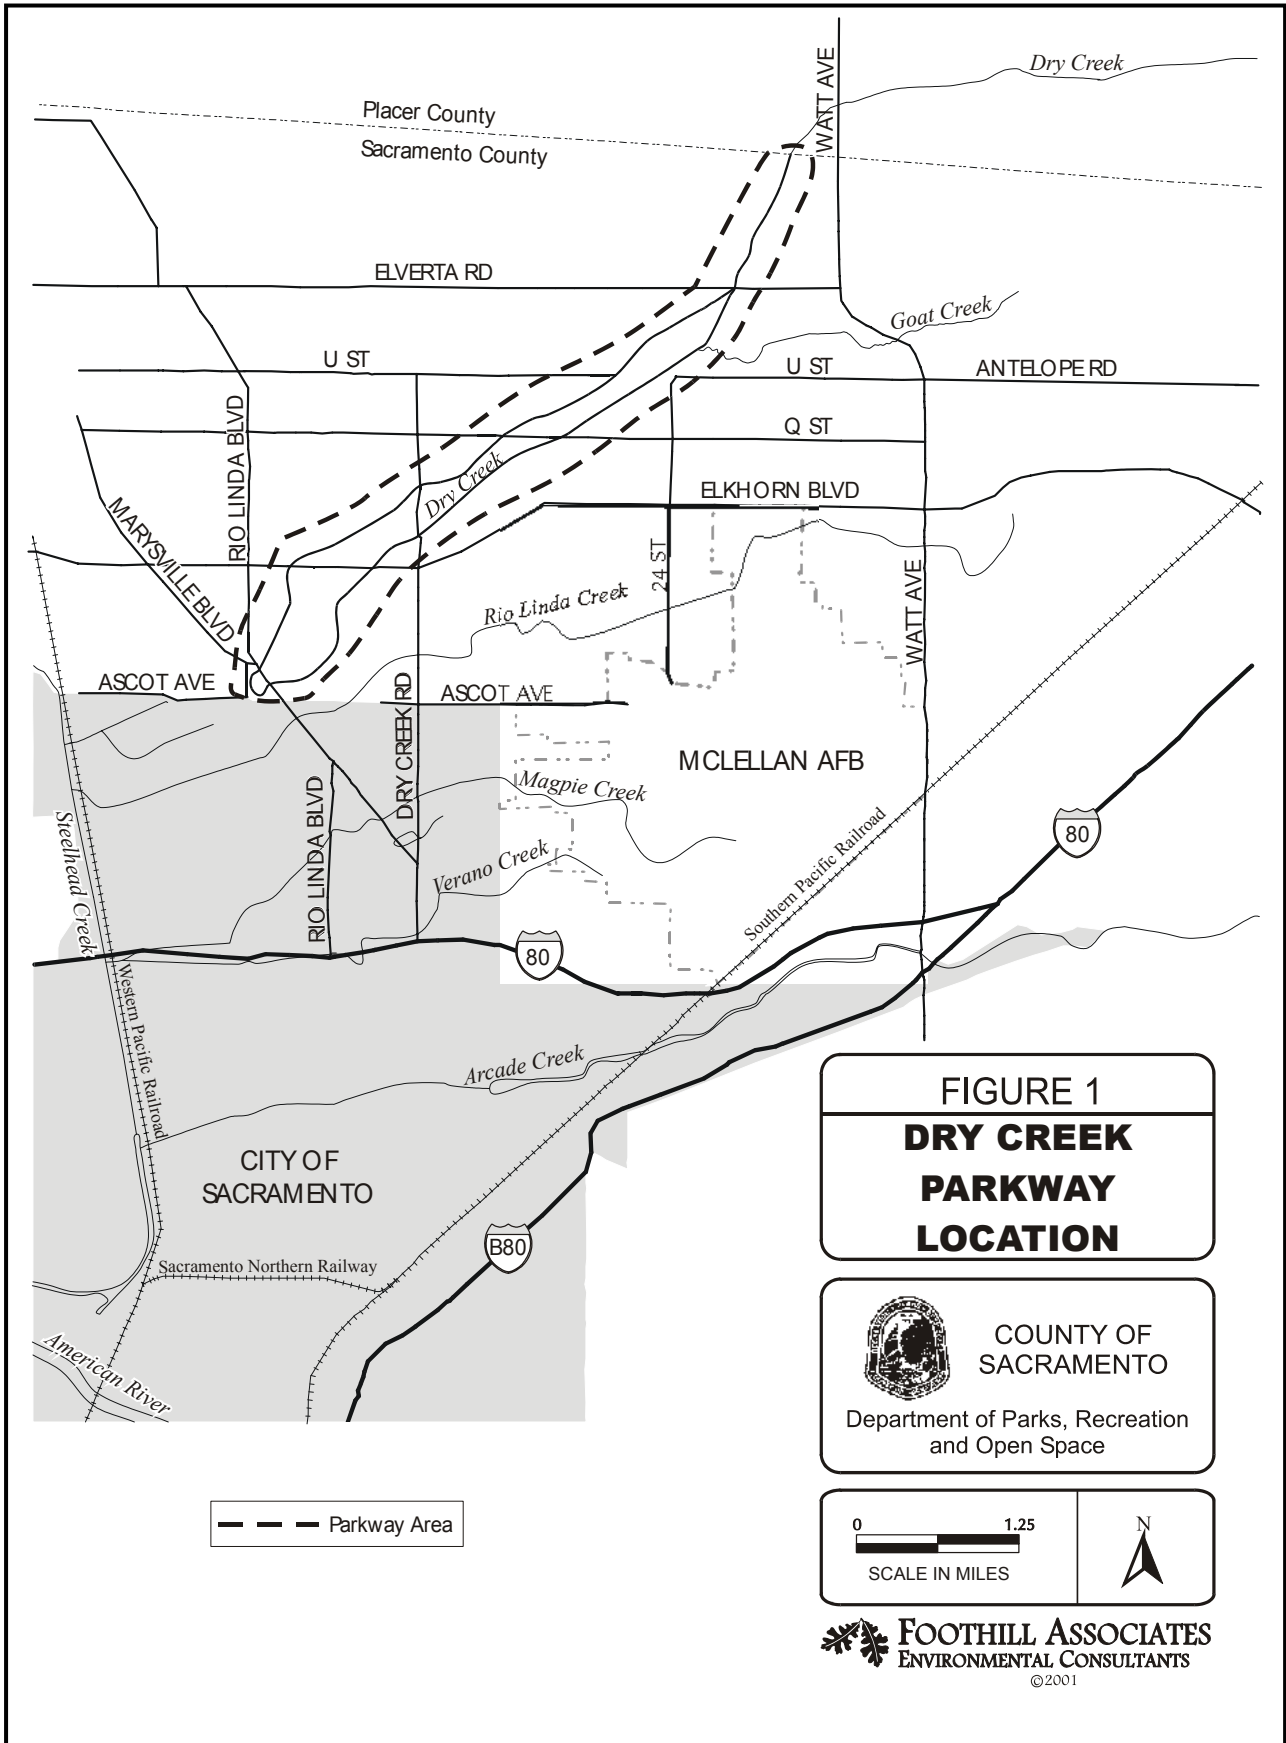 Dry Creek
WATT AVE
Placer County
Sacramento County
ELVERTA RD
Goat Creek
U ST
U ST
ANTELOPE RD
RIO LINDA BLVD
Q ST
Dry Creek
ELKHORN BLVD
MARYSVILLE BLVD
24 ST
WATT AVE
Rio Linda Creek
ASCOT AVE
DRY CREEK RD
ASCOT AVE
MCLELLAN AFB
RIO LINDA BLVD
Magpie Creek
Steelhead Creek
Verano Creek
Southern Pacific Railroad
80
80
Western Pacific Railroad
Arcade Creek
CITY OF
SACRAMENTO
B80
Sacramento Northern Railway
American River
Parkway Area
FIGURE 1
DRY CREEK
PARKWAY
LOCATION
COUNTY OF
SACRAMENTO
Department of Parks, Recreation
and Open Space
0 1.25
SCALE IN MILES
N
FOOTHILL ASSOCIATES
ENVIRONMENTAL CONSULTANTS
©2001